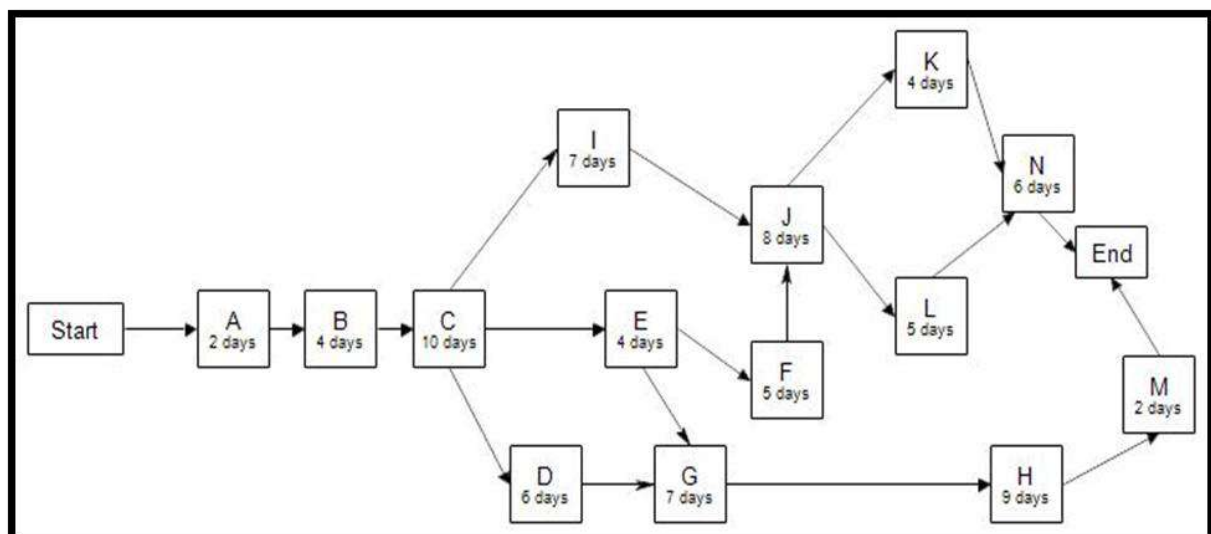 K
4 days
I
7 days
N
6 days
J
8 days
End
Start
A
2 days
B
4 days
C
10 days
E
4 days
L
5 days
F
5 days
M
2 days
D
6 days
G
7 days
H
9 days